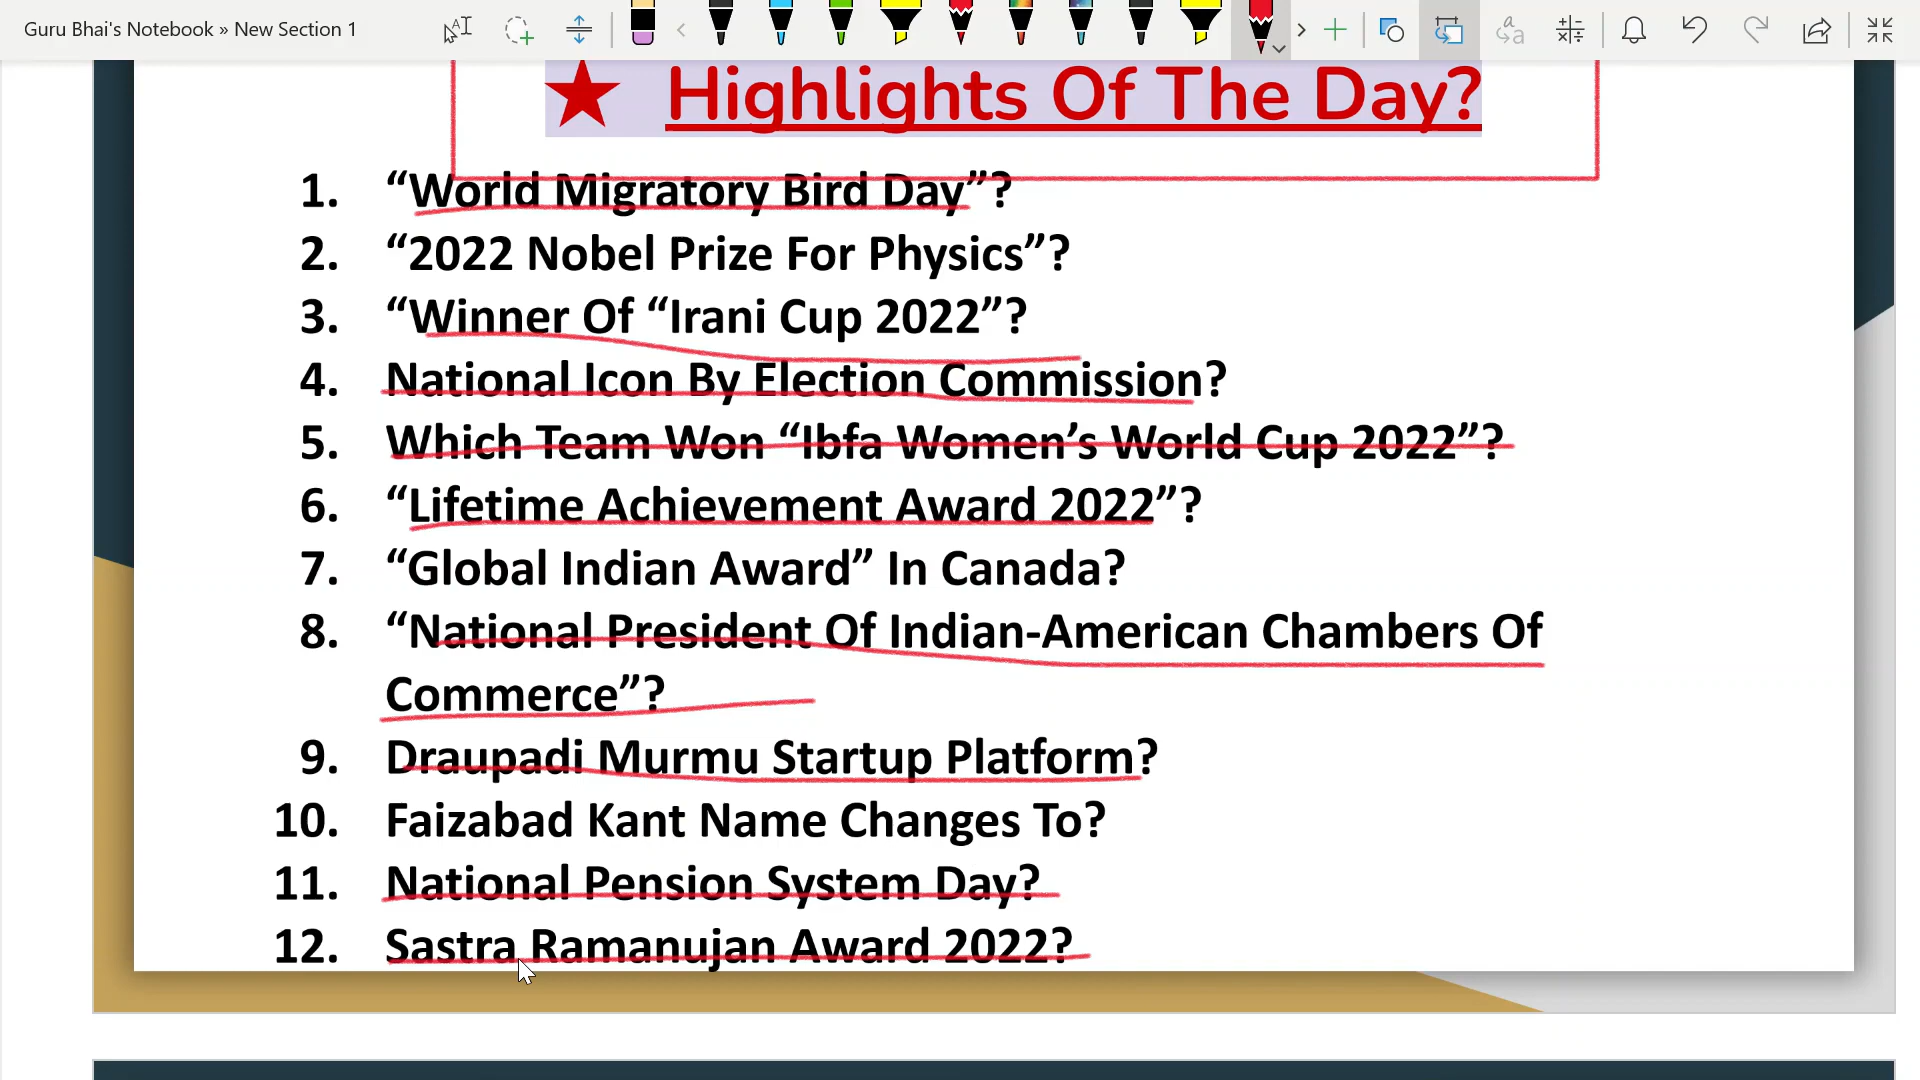 Guru Bhai's Notebook » New Section 1
★ Highlights Of The Day?
1. “World Migratory Bird Day”?
2. “2022 Nobel Prize For Physics”?
3. “Winner Of “Irani Cup 2022”?
4. National Icon By Election Commission?
5. Which Team Won “Ibfa Women’s World Cup 2022”?
6. “Lifetime Achievement Award 2022”?
7. “Global Indian Award” In Canada?
8. “National President Of Indian-American Chambers Of
Commerce”?
9. Draupadi Murmu Startup Platform?
10. Faizabad Kant Name Changes To?
11. National Pension System Day?
12. Sastra Ramanujan Award 2022?